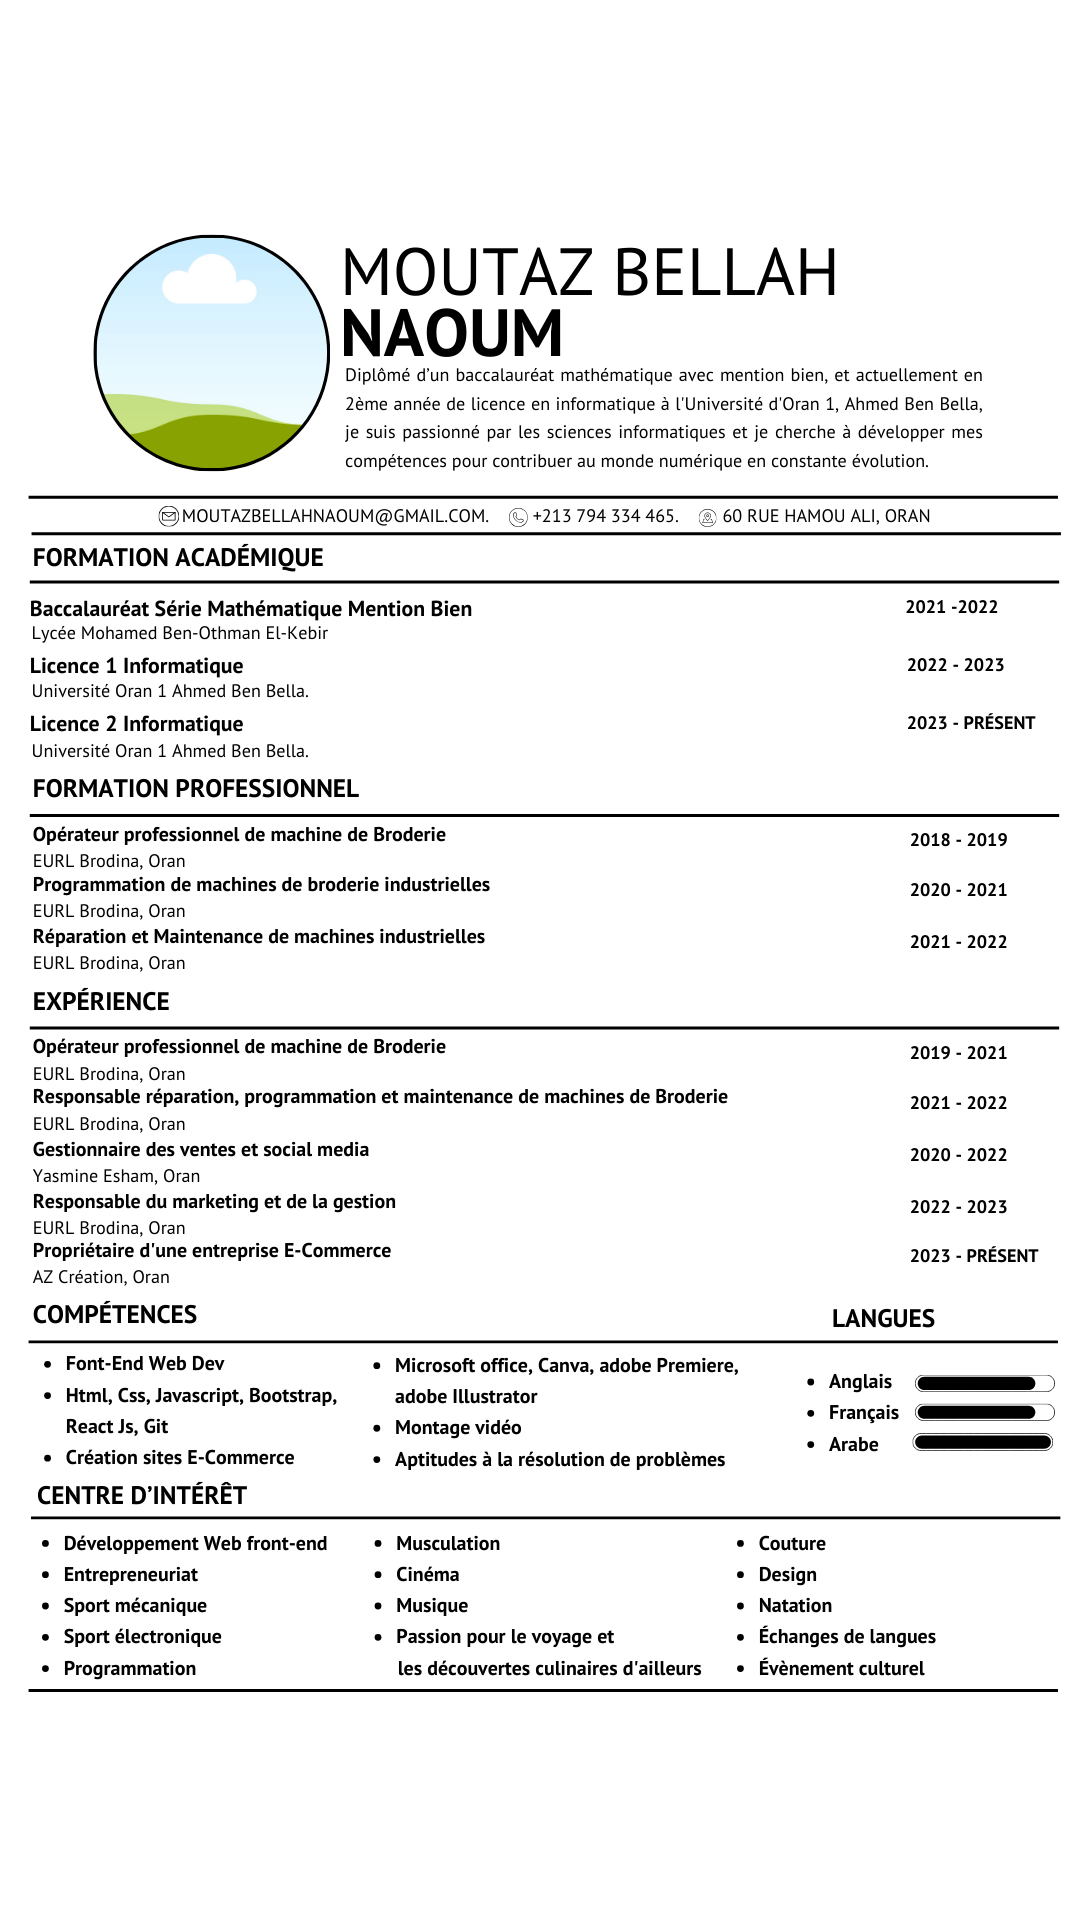 MOUTAZ BELLAH
NAOUM
Diplômé d’un baccalauréat mathématique avec mention bien, et actuellement en
2ème année de licence en informatique à l'Université d'Oran 1, Ahmed Ben Bella,
je suis passionné par les sciences informatiques et je cherche à développer mes
compétences pour contribuer au monde numérique en constante évolution.
MOUTAZBELLAHNAOUM@GMAIL.COM. +213 794 334 465. 60 RUE HAMOU ALI, ORAN
FORMATION ACADÉMIQUE
Baccalauréat Série Mathématique Mention Bien 2021 -2022
Lycée Mohamed Ben-Othman El-Kebir
Licence 1 Informatique 2022 - 2023
Université Oran 1 Ahmed Ben Bella.
Licence 2 Informatique 2023 - PRÉSENT
Université Oran 1 Ahmed Ben Bella.
FORMATION PROFESSIONNEL
Opérateur professionnel de machine de Broderie 2018 - 2019
EURL Brodina, Oran
Programmation de machines de broderie industrielles 2020 - 2021
EURL Brodina, Oran
Réparation et Maintenance de machines industrielles 2021 - 2022
EURL Brodina, Oran
EXPÉRIENCE
Opérateur professionnel de machine de Broderie 2019 - 2021
EURL Brodina, Oran
Responsable réparation, programmation et maintenance de machines de Broderie 2021 - 2022
EURL Brodina, Oran
Gestionnaire des ventes et social media 2020 - 2022
Yasmine Esham, Oran
Responsable du marketing et de la gestion 2022 - 2023
EURL Brodina, Oran
Propriétaire d'une entreprise E-Commerce 2023 - PRÉSENT
AZ Création, Oran
COMPÉTENCES
• Font-End Web Dev
• Html, Css, Javascript, Bootstrap,
React Js, Git
• Création sites E-Commerce
• Microsoft office, Canva, adobe Premiere,
adobe Illustrator
• Montage vidéo
• Aptitudes à la résolution de problèmes
LANGUES
• Anglais
• Français
• Arabe
CENTRE D’INTÉRÊT
• Développement Web front-end
• Entrepreneuriat
• Sport mécanique
• Sport électronique
• Programmation
• Musculation
• Cinéma
• Musique
• Passion pour le voyage et
les découvertes culinaires d'ailleurs
• Couture
• Design
• Natation
• Échanges de langues
• Évènement culturel